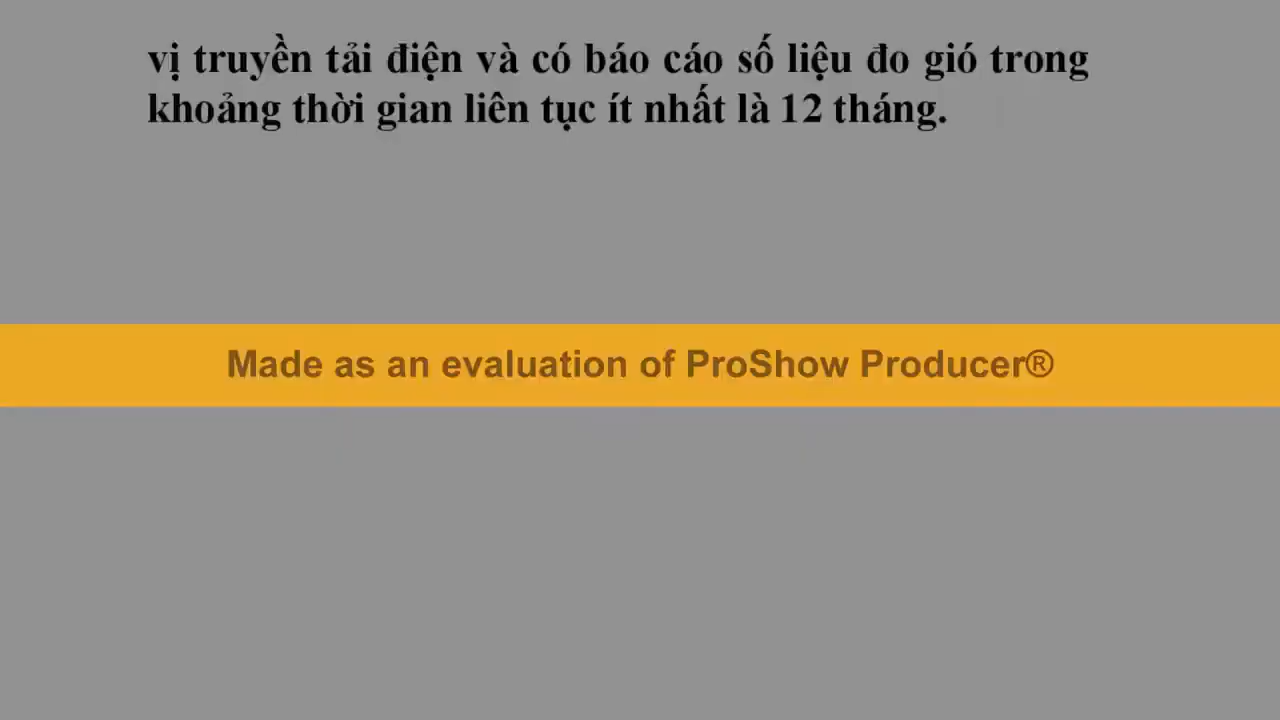 vị truyền tải điện và có báo cáo số liệu đo gió trong
khoảng thời gian liên tục ít nhất là 12 tháng.
Made as an evaluation of ProShow Producer®